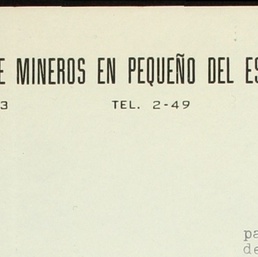 E MINEROS EN PEQUEÑO DEL ES
3 TEL. 2-49
pa
de